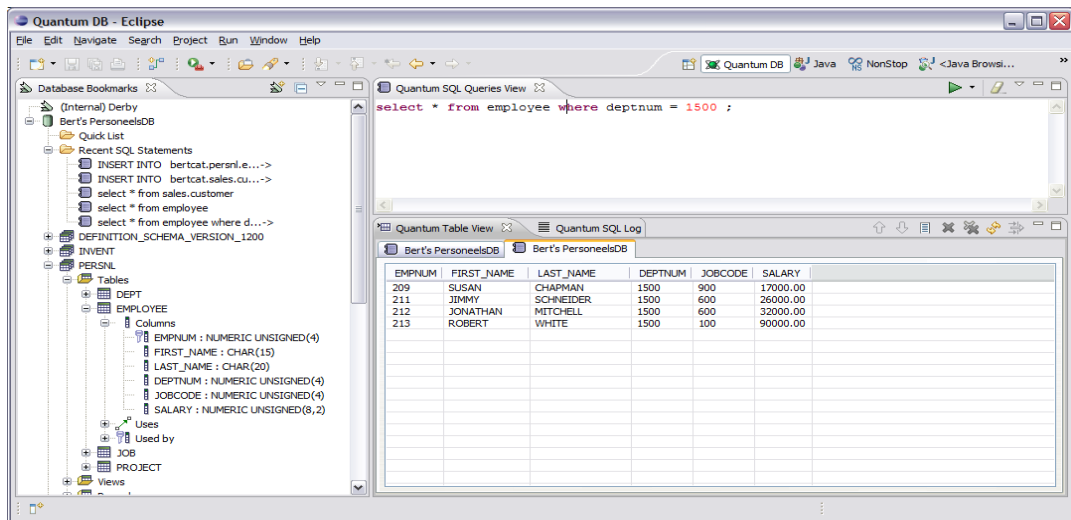 Quantum DB - Eclipse
File Edit Navigate Search Project Run Window Help
Quantum DB Java NonStop <Java Browsi... »
Database Bookmarks
(Internal) Derby
Bert's PersoneelsDB
Quick List
Recent SQL Statements
INSERT INTO bertcat.persnl.e...->
INSERT INTO bertcat.sales.cu...->
select * from sales.customer
select * from employee
select * from employee where d...->
DEFINITION_SCHEMA_VERSION_1200
INVENT
PERSNL
Tables
DEPT
EMPLOYEE
Columns
EMPNUM : NUMERIC UNSIGNED(4)
FIRST_NAME : CHAR(15)
LAST_NAME : CHAR(20)
DEPTNUM : NUMERIC UNSIGNED(4)
JOBCODE : NUMERIC UNSIGNED(4)
SALARY : NUMERIC UNSIGNED(8,2)
Uses
Used by
JOB
PROJECT
Views
Quantum SQL Queries View
select * from employee where deptnum = 1500 ;
Quantum Table View Quantum SQL Log
Bert's PersoneelsDB Bert's PersoneelsDB
EMPNUM FIRST_NAME LAST_NAME DEPTNUM JOBCODE SALARY
209 SUSAN CHAPMAN 1500 900 17000.00
211 JIMMY SCHNEIDER 1500 600 26000.00
212 JONATHAN MITCHELL 1500 600 32000.00
213 ROBERT WHITE 1500 100 90000.00